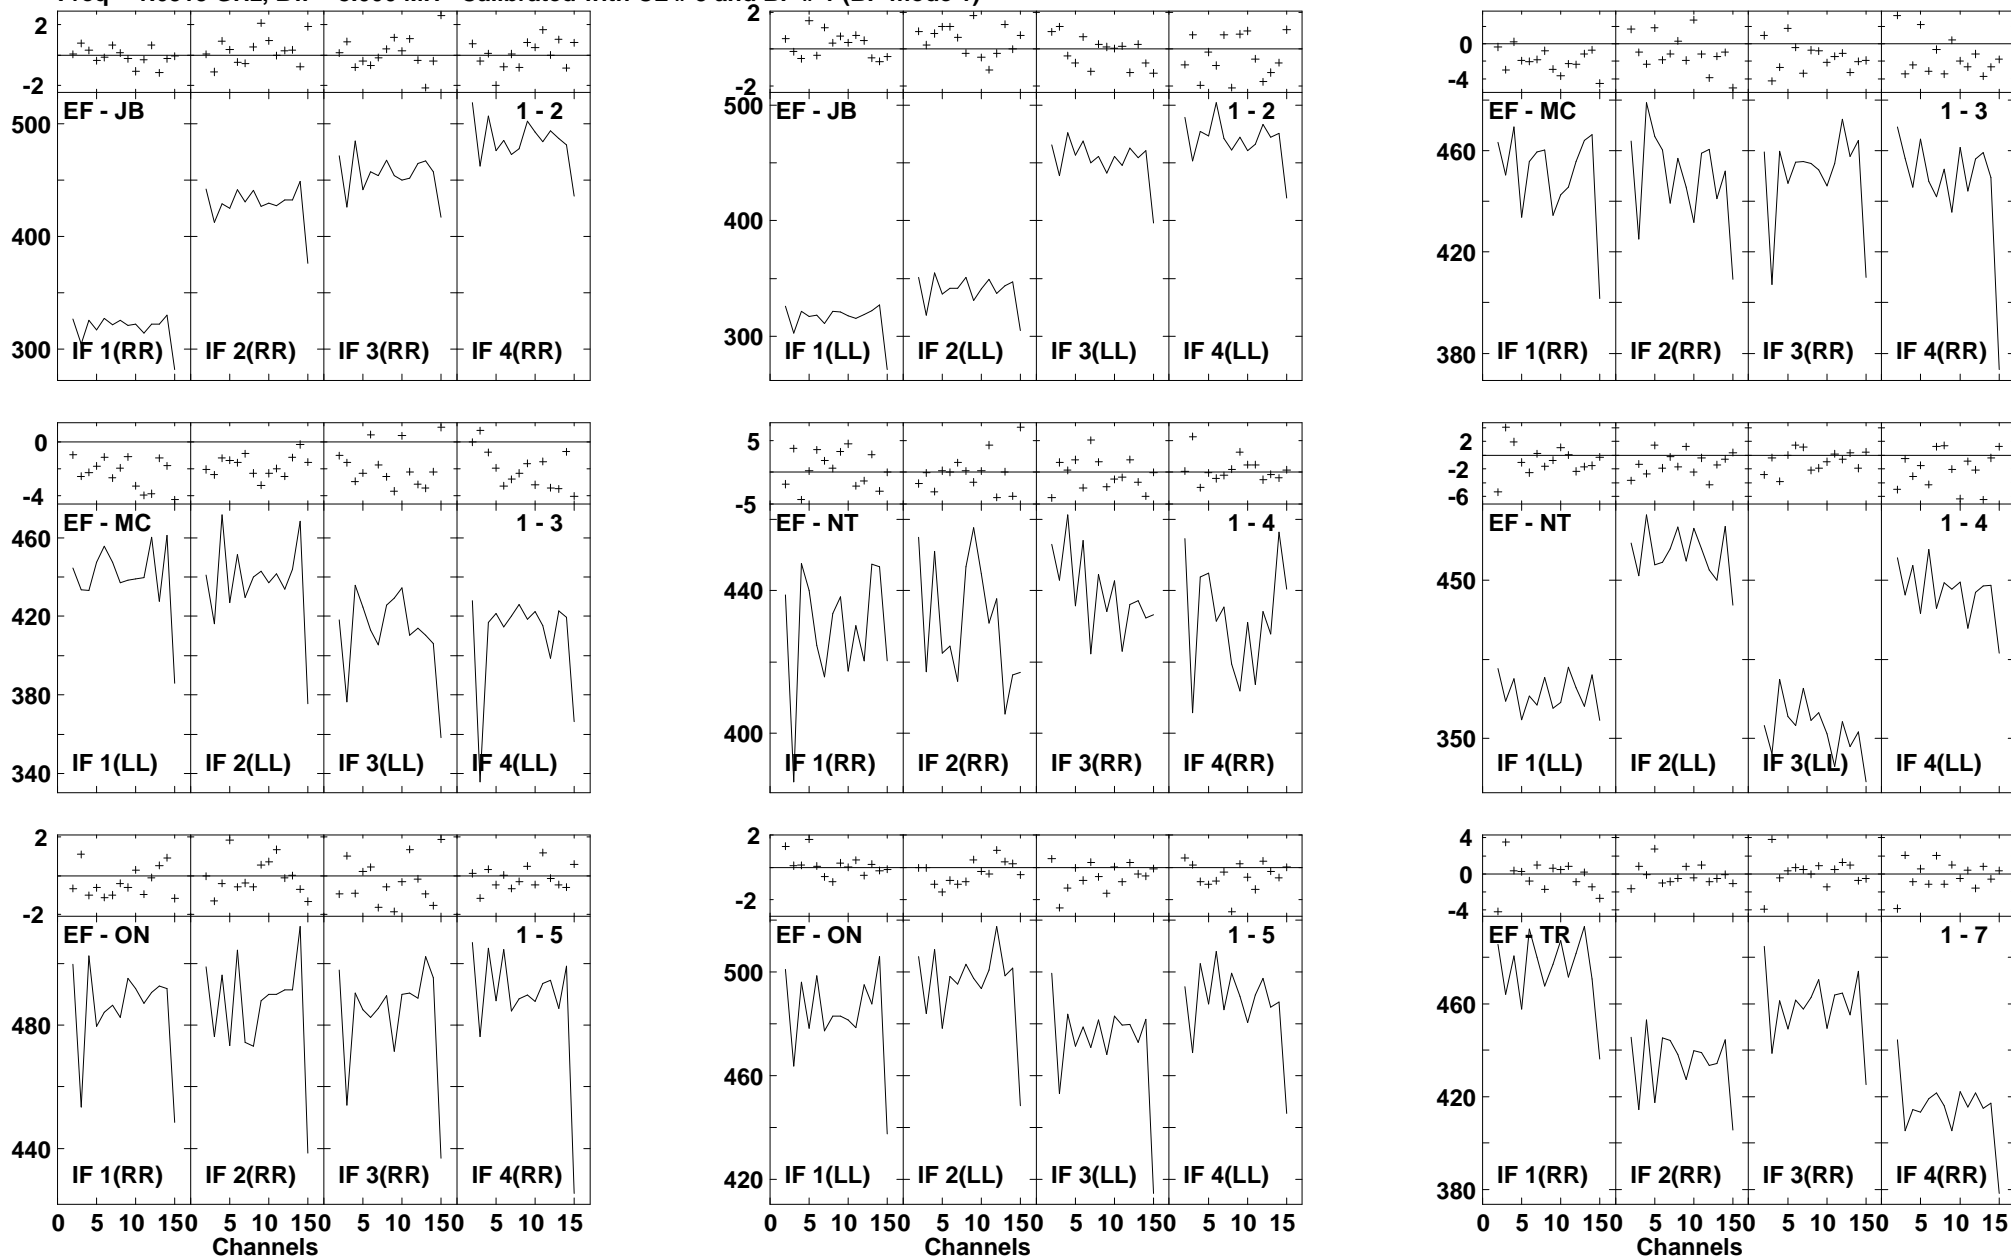 2 2 0
-2 -2 -4
EF - JB 1 - 2 EF - JB 1 - 2 EF - MC 1 - 3
500 500 460
400 400 420
300 300 380
IF 1(RR) IF 2(RR) IF 3(RR) IF 4(RR) IF 1(LL) IF 2(LL) IF 3(LL) IF 4(LL) IF 1(RR) IF 2(RR) IF 3(RR) IF 4(RR)
0 5 2
-2
-4 -5 -6
EF - MC 1 - 3 EF - NT 1 - 4 EF - NT 1 - 4
460 440 450
420
380 400 350
340
IF 1(LL) IF 2(LL) IF 3(LL) IF 4(LL) IF 1(RR) IF 2(RR) IF 3(RR) IF 4(RR) IF 1(LL) IF 2(LL) IF 3(LL) IF 4(LL)
2 2 4
0 0 0
-2 -2 -4
EF - ON 1 - 5 EF - ON 1 - 5 EF - TR 1 - 7
480 500 460
440 460 420
420 380
IF 1(RR) IF 2(RR) IF 3(RR) IF 4(RR) IF 1(LL) IF 2(LL) IF 3(LL) IF 4(LL) IF 1(RR) IF 2(RR) IF 3(RR) IF 4(RR)
0 5 10 150 5 10 150 5 10 150 5 10 15 0 5 10 150 5 10 150 5 10 150 5 10 15 0 5 10 150 5 10 150 5 10 150 5 10 15
Channels Channels Channels